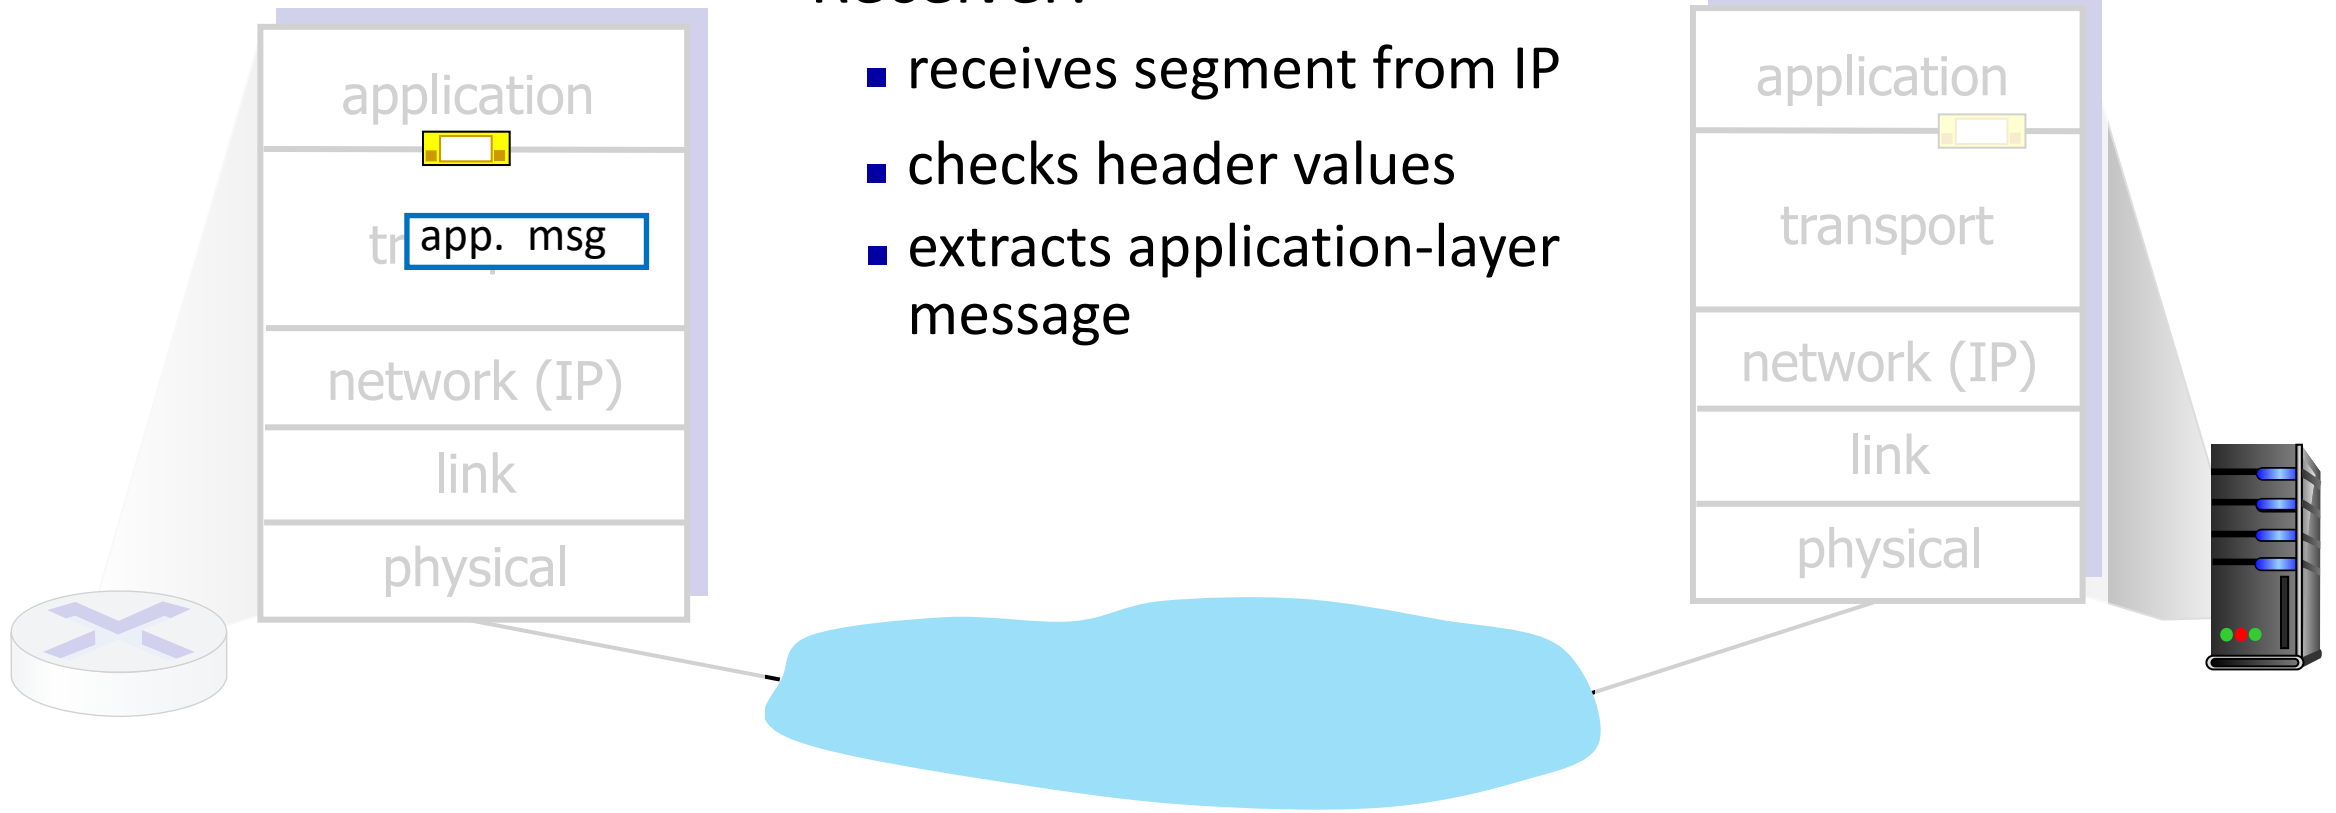 Receiver:
application
app. msg
network (IP)
link
physical
receives segment from IP
checks header values
extracts application-layer
message
application
transport
network (IP)
link
physical